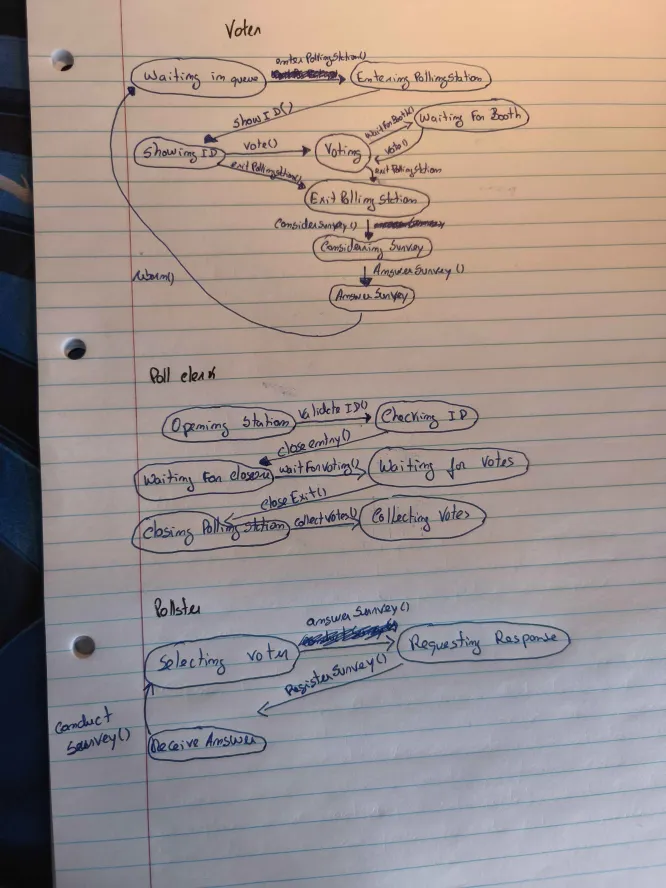 Voter
enterPollingStation()
Waiting in queue
Entering PollingStation
ShowID()
waitForBooth()
Waiting For Booth
Showing ID
Vote()
Voting
Vote()
exitPollingStation()
exitPollingStation
Exit Polling Station
ConsiderSurvey()
Considering Survey
AnswerSurvey()
Answer Survey
Poll clerk
Opening Station
ValidateID()
Checking ID
closeEntry()
Waiting For closere
waitForVoting()
Waiting for Votes
closeExit()
Closing Polling Station
collectVotes()
Collecting Votes
Pollster
answerSurvey()
Selecting Voter
Requesting Response
RegisterSurvey()
Conduct
Survey()
Receive Answer